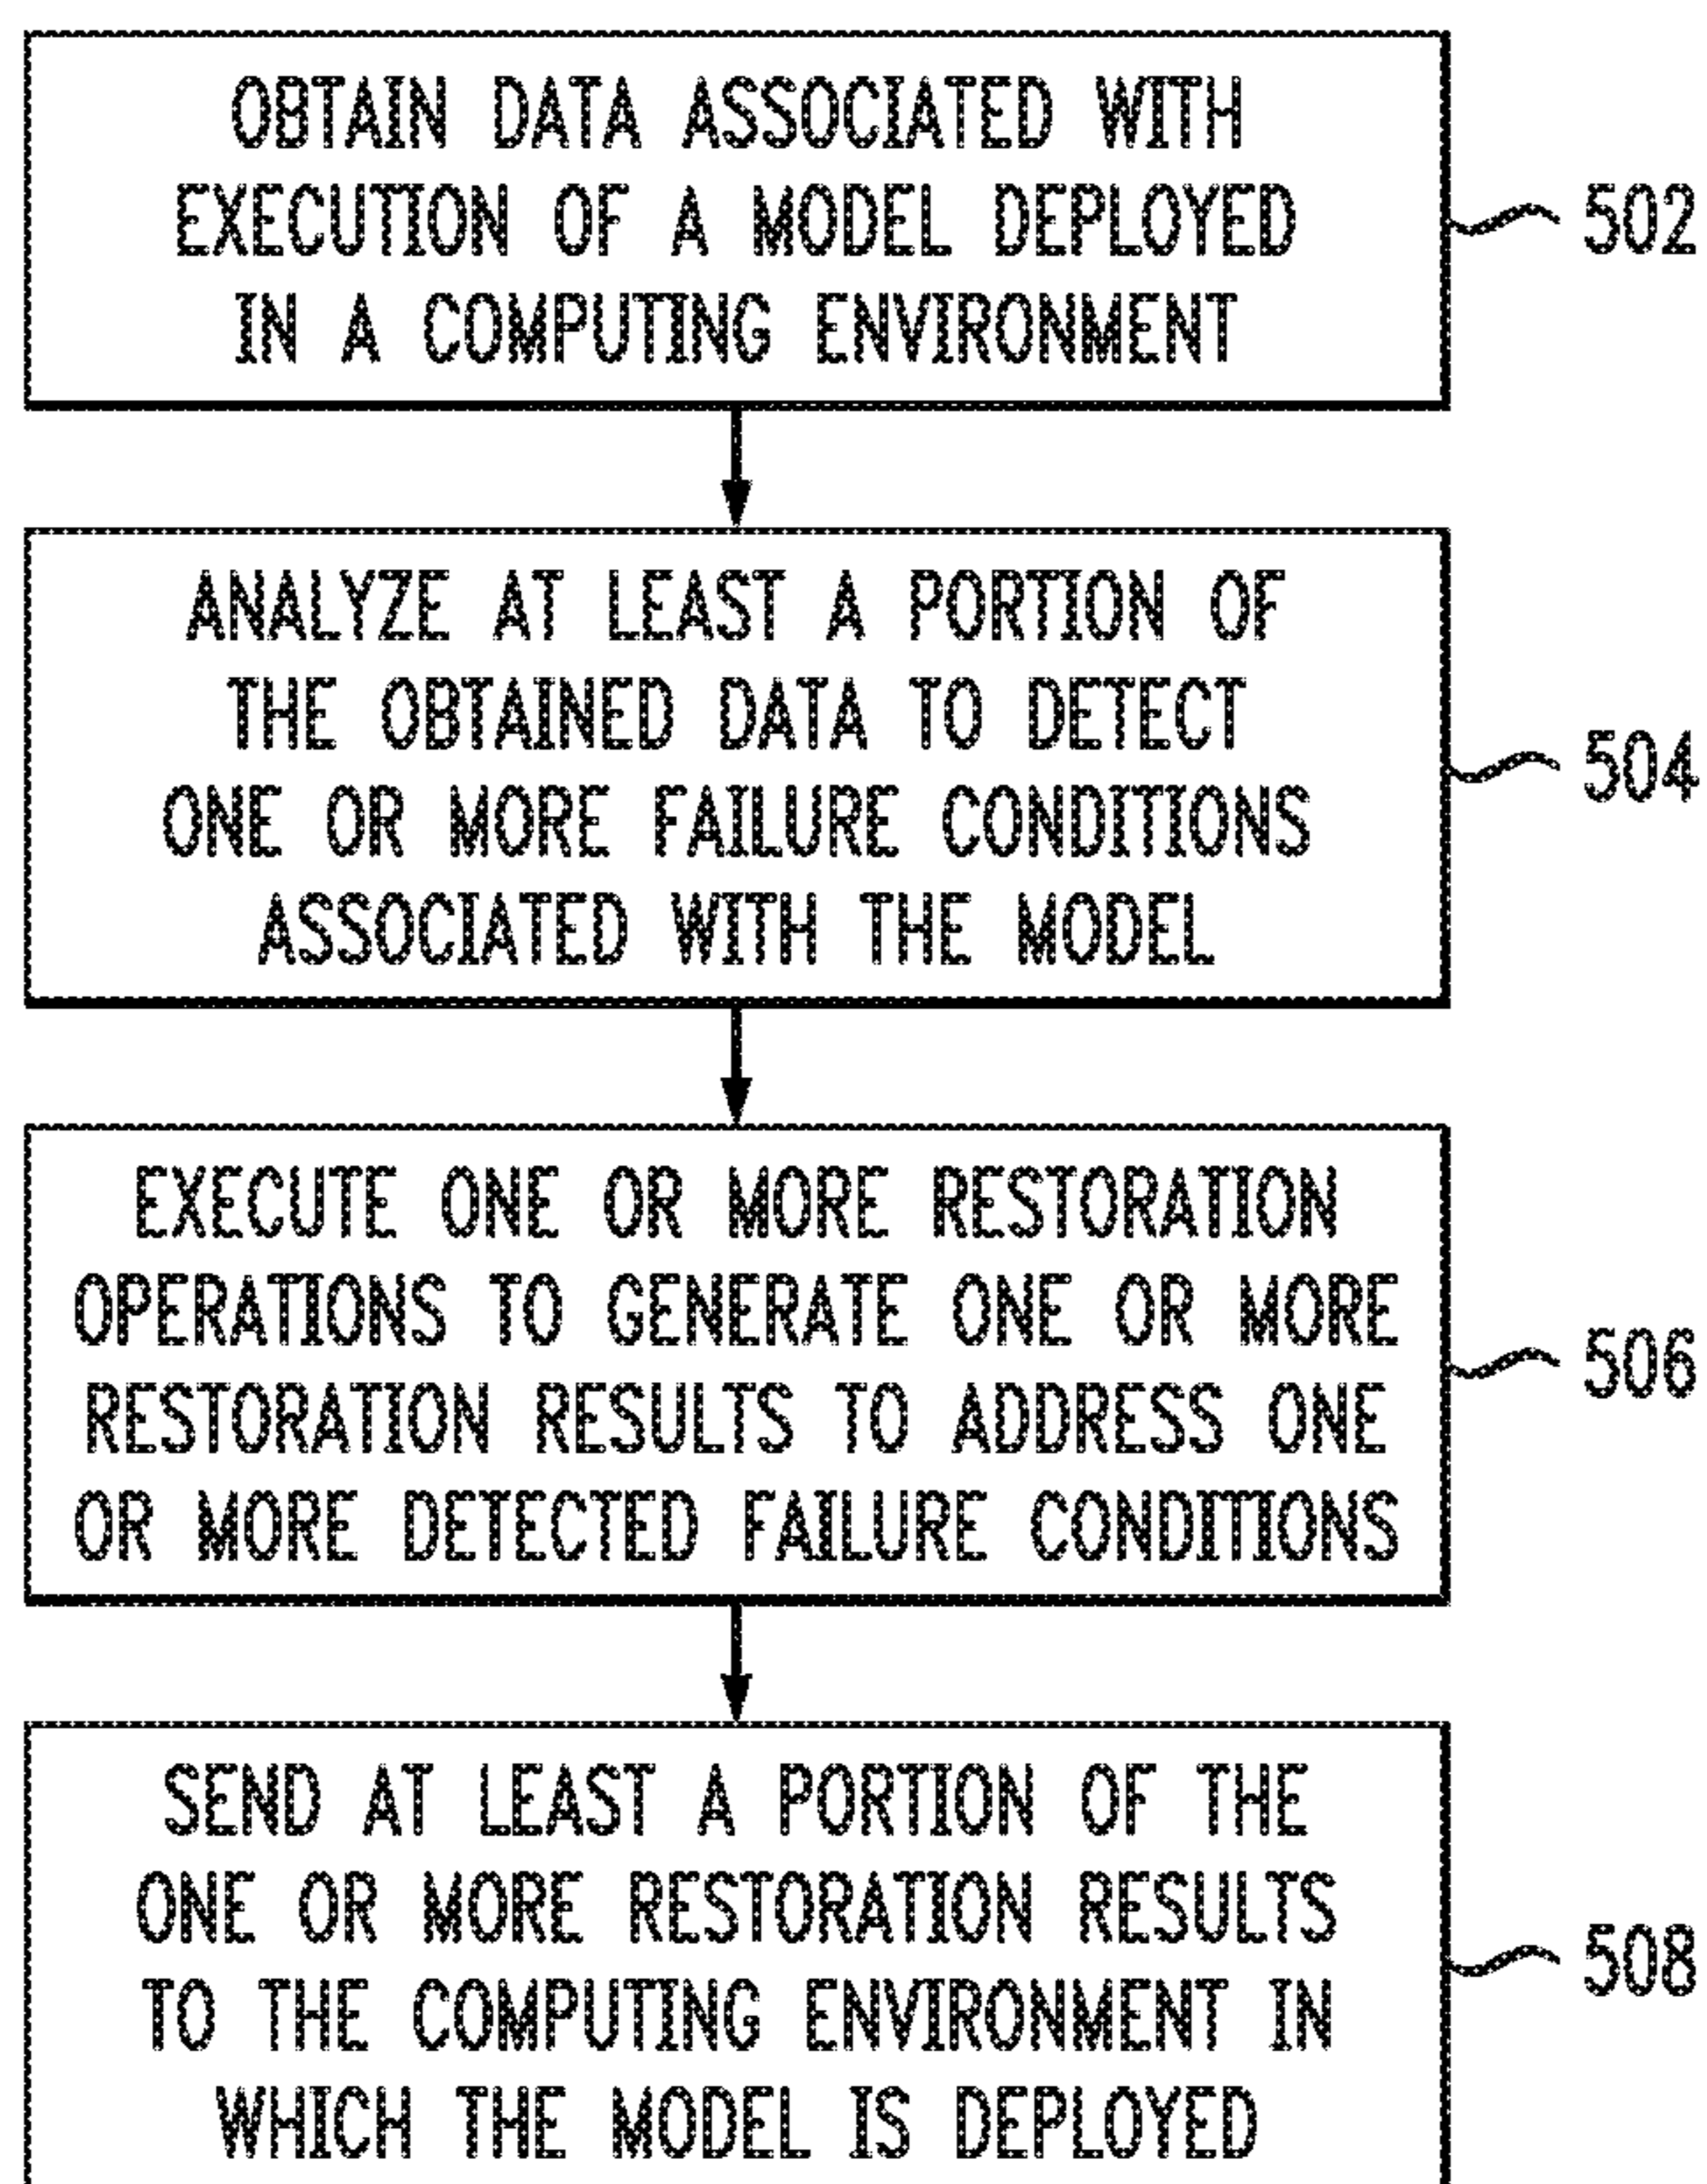 OBTAIN DATA ASSOCIATED WITH
EXECUTION OF A MODEL DEPLOYED
IN A COMPUTING ENVIRONMENT
502
ANALYZE AT LEAST A PORTION OF
THE OBTAINED DATA TO DETECT
ONE OR MORE FAILURE CONDITIONS
ASSOCIATED WITH THE MODEL
504
EXECUTE ONE OR MORE RESTORATION
OPERATIONS TO GENERATE ONE OR MORE
RESTORATION RESULTS TO ADDRESS ONE
OR MORE DETECTED FAILURE CONDITIONS
506
SEND AT LEAST A PORTION OF THE
ONE OR MORE RESTORATION RESULTS
TO THE COMPUTING ENVIRONMENT IN
WHICH THE MODEL IS DEPLOYED
508